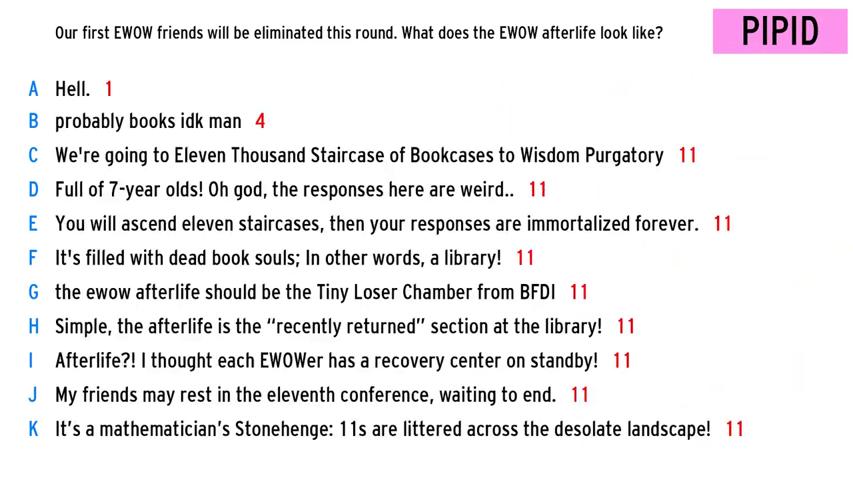 Our first EWOW friends will be eliminated this round. What does the EWOW afterlife look like?
PIPID
A Hell. 1
B probably books idk man 4
C We're going to Eleven Thousand Staircase of Bookcases to Wisdom Purgatory 11
D Full of 7-year olds! Oh god, the responses here are weird.. 11
E You will ascend eleven staircases, then your responses are immortalized forever. 11
F It's filled with dead book souls; In other words, a library! 11
G the ewow afterlife should be the Tiny Loser Chamber from BFDI 11
H Simple, the afterlife is the “recently returned” section at the library! 11
I Afterlife?! I thought each EWOWer has a recovery center on standby! 11
J My friends may rest in the eleventh conference, waiting to end. 11
K It’s a mathematician’s Stonehenge: 11s are littered across the desolate landscape! 11